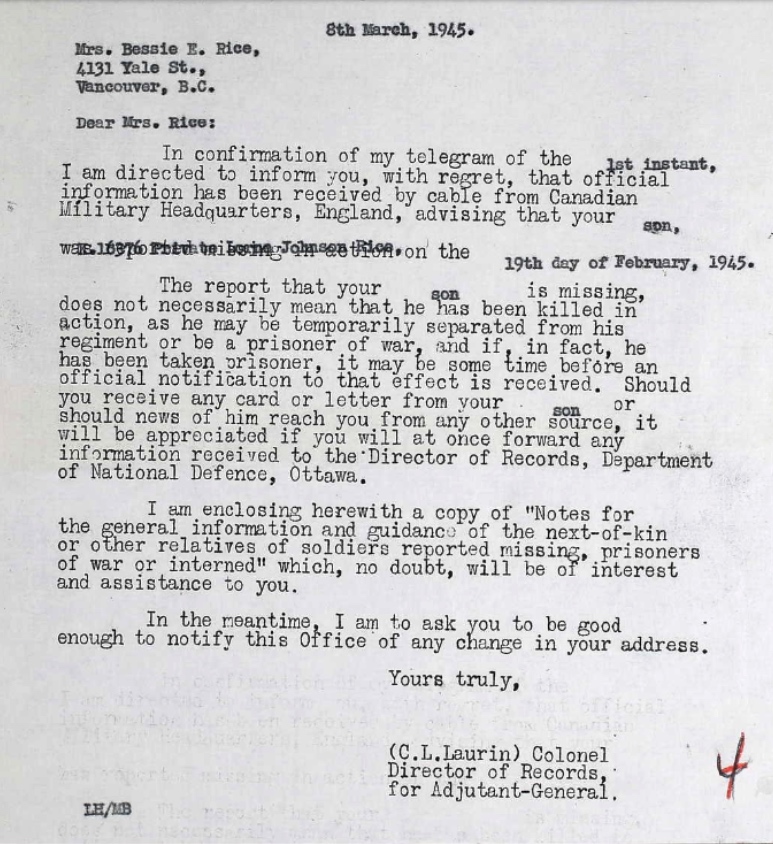 8th March, 1945.
Mrs. Bessie E. Rice,
4131 Yale St.,
Vancouver, B.C.
Dear Mrs. Rice:
In confirmation of my telegram of the 1st instant,
I am directed to inform you, with regret, that official
information has been received by cable from Canadian
Military Headquarters, England, advising that your son,
K.16376 Private Lorne Johnson Rice,
was reported missing in action on the 19th day of February, 1945.
The report that your son is missing,
does not necessarily mean that he has been killed in
action, as he may be temporarily separated from his
regiment or be a prisoner of war, and if, in fact, he
has been taken prisoner, it may be some time before an
official notification to that effect is received. Should
you receive any card or letter from your son or
should news of him reach you from any other source, it
will be appreciated if you will at once forward any
information received to the Director of Records, Department
of National Defence, Ottawa.
I am enclosing herewith a copy of "Notes for
the general information and guidance of the next-of-kin
or other relatives of soldiers reported missing, prisoners
of war or interned" which, no doubt, will be of interest
and assistance to you.
In the meantime, I am to ask you to be good
enough to notify this Office of any change in your address.
Yours truly,
(C.L.Laurin) Colonel
Director of Records,
for Adjutant-General.
4
LH/MB